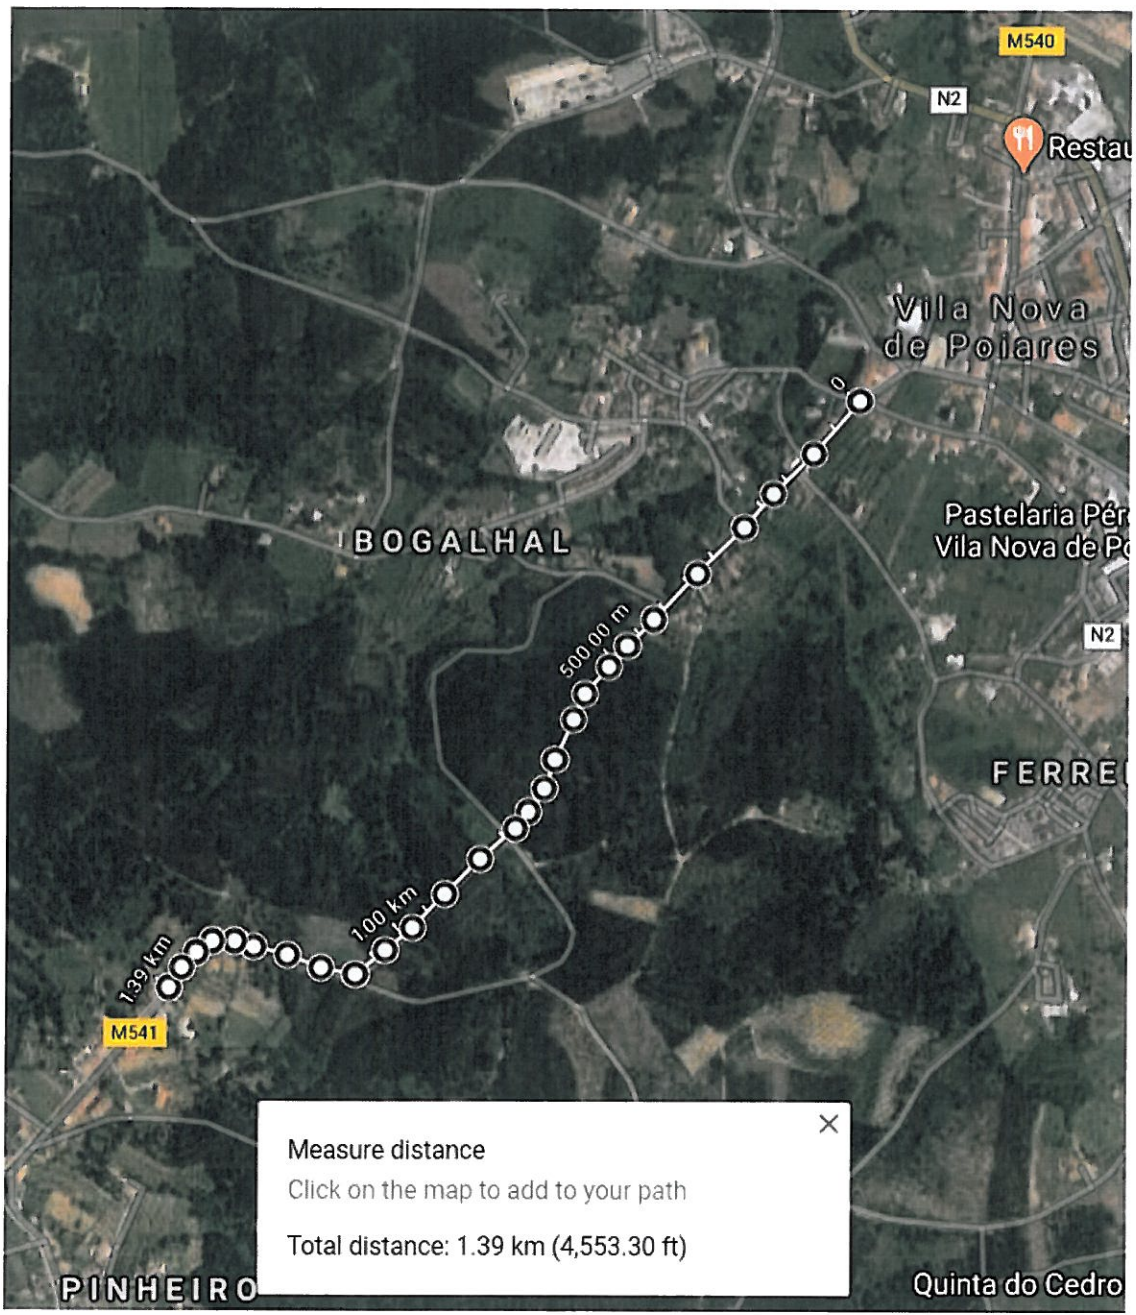 M540
N2
Restau
Vila Nova
de Poiares
0
Pastelaria Pér
Vila Nova de Po
BOGALHAL
500.00 m
N2
FERREI
1.00 km
1.39 km
M541
Measure distance
Click on the map to add to your path
Total distance: 1.39 km (4,553.30 ft)
PINHEIRO
Quinta do Cedro